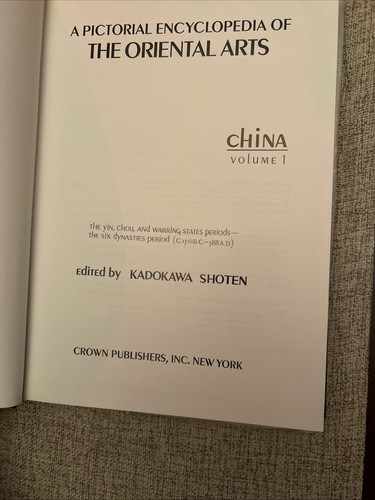 A PICTORIAL ENCYCLOPEDIA OF
THE ORIENTAL ARTS
CHINA
VOLUME 1
THE YIN, CHOU, AND WARRING STATES PERIODS—
THE SIX DYNASTIES PERIOD
edited by KADOKAWA SHOTEN
CROWN PUBLISHERS, INC. NEW YORK